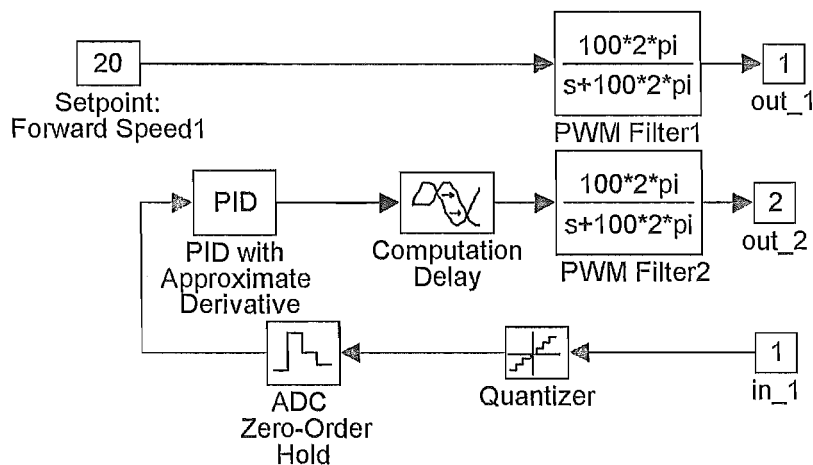 20
Setpoint:
Forward Speed1
100*2*pi
s+100*2*pi
PWM Filter1
1
out_1
PID
PID with
Approximate
Derivative
Computation
Delay
100*2*pi
s+100*2*pi
PWM Filter2
2
out_2
ADC
Zero-Order
Hold
Quantizer
1
in_1